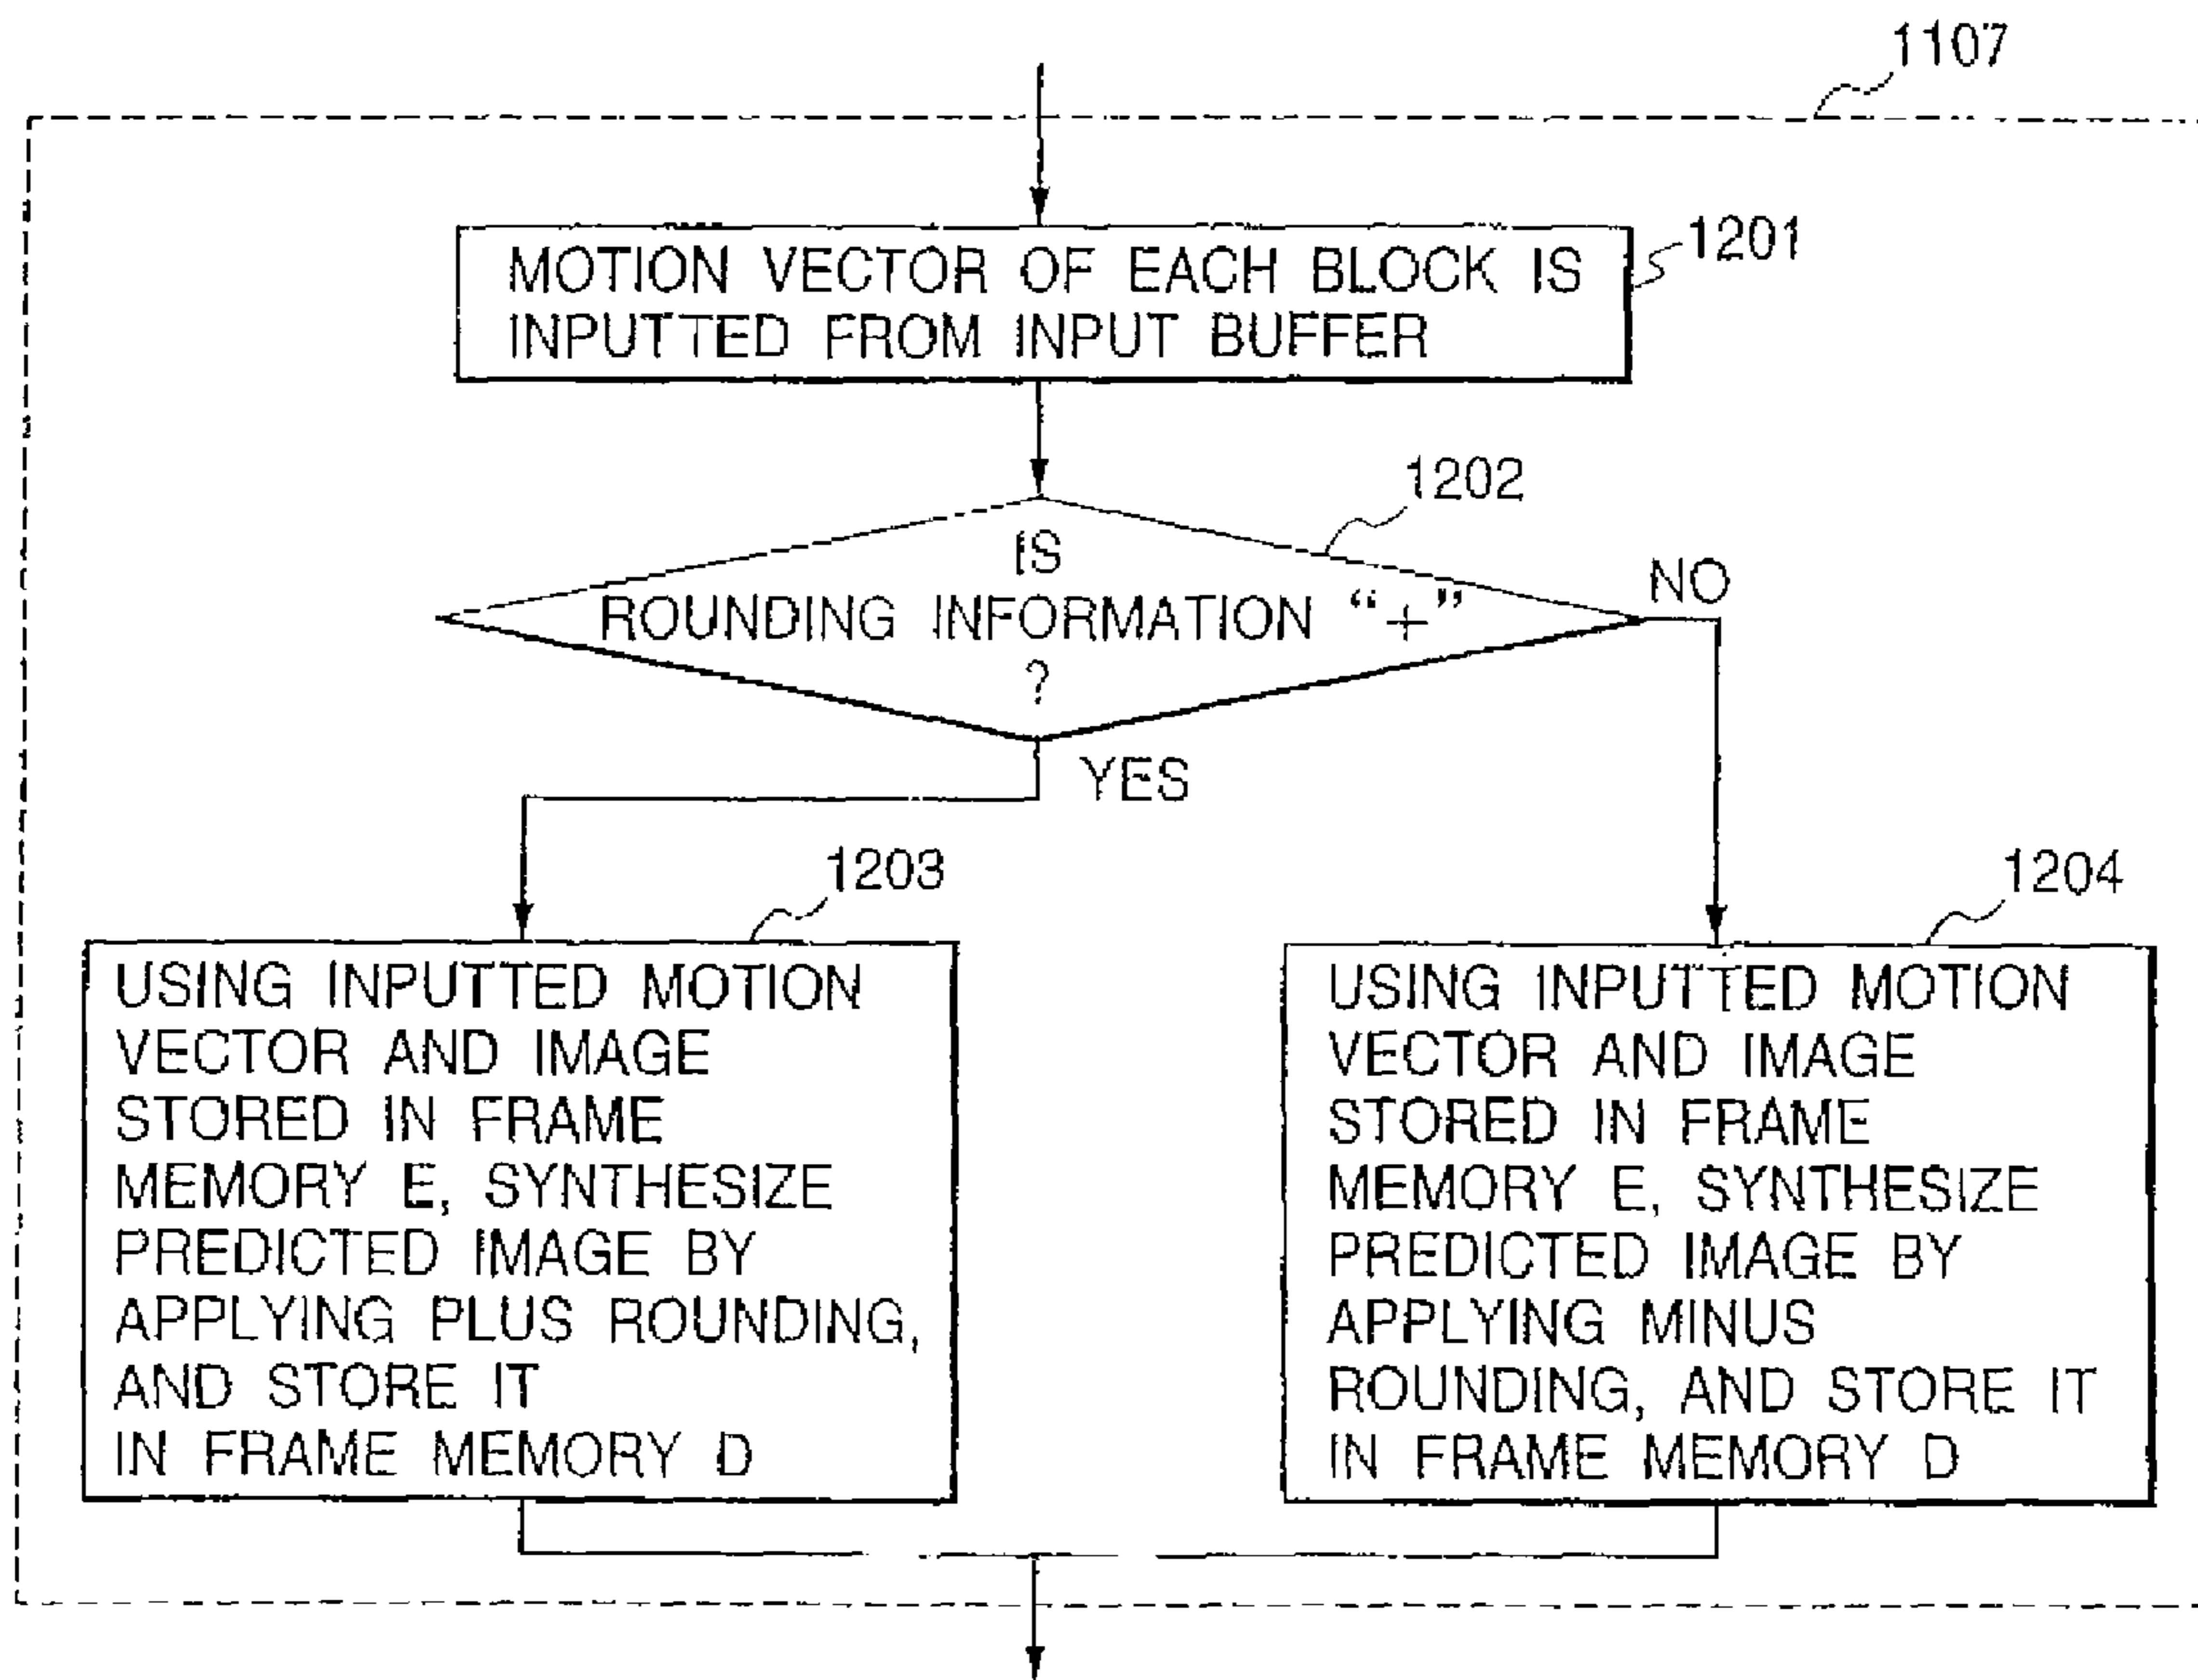 1107
MOTION VECTOR OF EACH BLOCK IS
INPUTTED FROM INPUT BUFFER
1201
1202
IS
ROUNDING INFORMATION “+”
?
NO
YES
1203
USING INPUTTED MOTION
VECTOR AND IMAGE
STORED IN FRAME
MEMORY E, SYNTHESIZE
PREDICTED IMAGE BY
APPLYING PLUS ROUNDING,
AND STORE IT
IN FRAME MEMORY D
1204
USING INPUTTED MOTION
VECTOR AND IMAGE
STORED IN FRAME
MEMORY E, SYNTHESIZE
PREDICTED IMAGE BY
APPLYING MINUS
ROUNDING, AND STORE IT
IN FRAME MEMORY D